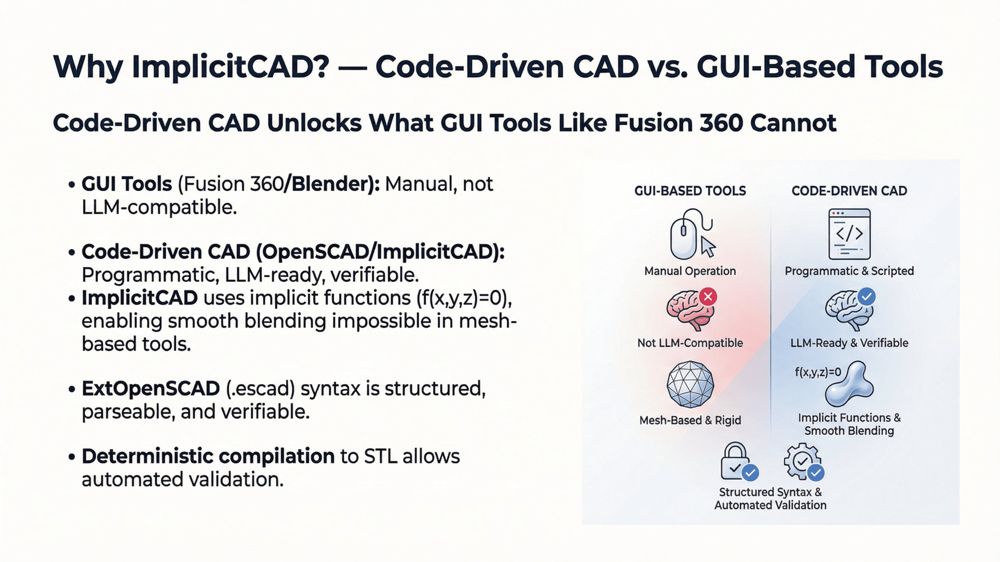 Why ImplicitCAD? — Code-Driven CAD vs. GUI-Based Tools
Code-Driven CAD Unlocks What GUI Tools Like Fusion 360 Cannot
• GUI Tools (Fusion 360/Blender): Manual, not
LLM-compatible.
• Code-Driven CAD (OpenSCAD/ImplicitCAD):
Programmatic, LLM-ready, verifiable.
• ImplicitCAD uses implicit functions (f(x,y,z)=0),
enabling smooth blending impossible in mesh-
based tools.
• ExtOpenSCAD (.escad) syntax is structured,
parseable, and verifiable.
• Deterministic compilation to STL allows
automated validation.
GUI-BASED TOOLS
Manual Operation
Not LLM-Compatible
Mesh-Based & Rigid
CODE-DRIVEN CAD
</>
Programmatic & Scripted
LLM-Ready & Verifiable
f(x,y,z)=0
Implicit Functions &
Smooth Blending
Structured Syntax &
Automated Validation